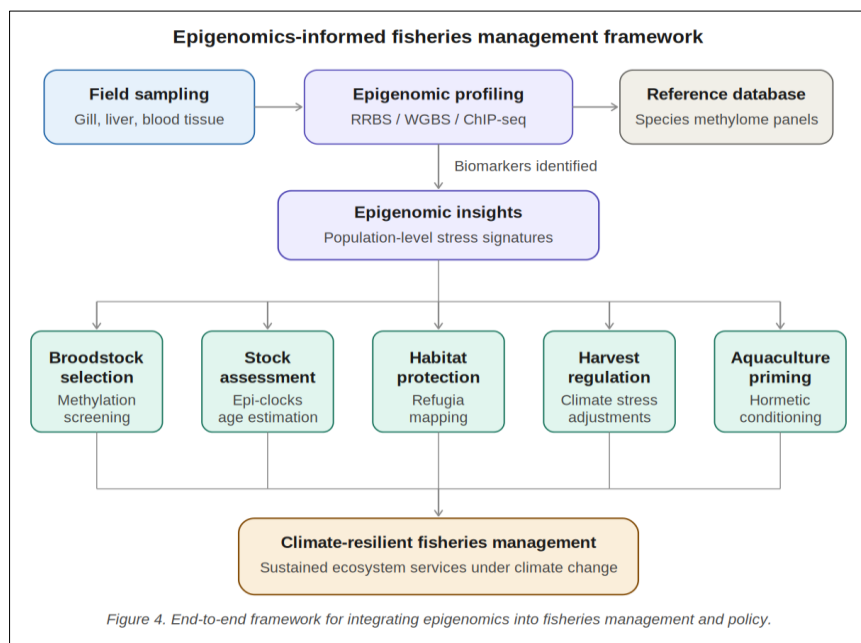 Epigenomics-informed fisheries management framework
Field sampling
Gill, liver, blood tissue
Epigenomic profiling
RRBS / WGBS / ChIP-seq
Reference database
Species methylome panels
Biomarkers identified
Epigenomic insights
Population-level stress signatures
Broodstock
selection
Methylation
screening
Stock
assessment
Epi-clocks
age estimation
Habitat
protection
Refugia
mapping
Harvest
regulation
Climate stress
adjustments
Aquaculture
priming
Hormetic
conditioning
Climate-resilient fisheries management
Sustained ecosystem services under climate change
Figure 4. End-to-end framework for integrating epigenomics into fisheries management and policy.